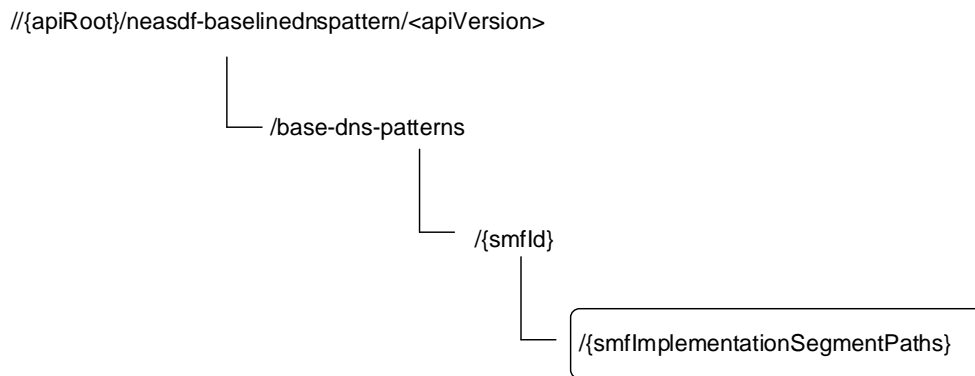 //{apiRoot}/neasdf-baselinednspattern/<apiVersion>
/base-dns-patterns
/{smfId}
/{smfImplementationSegmentPaths}